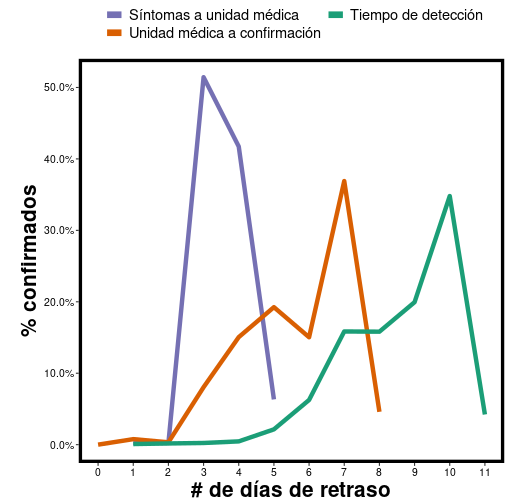 Síntomas a unidad médica
Tiempo de detección
Unidad médica a confirmación
50.0%
40.0%
30.0%
20.0%
10.0%
0.0%
% confirmados
0 1 2 3 4 5 6 7 8 9 10 11
# de días de retraso